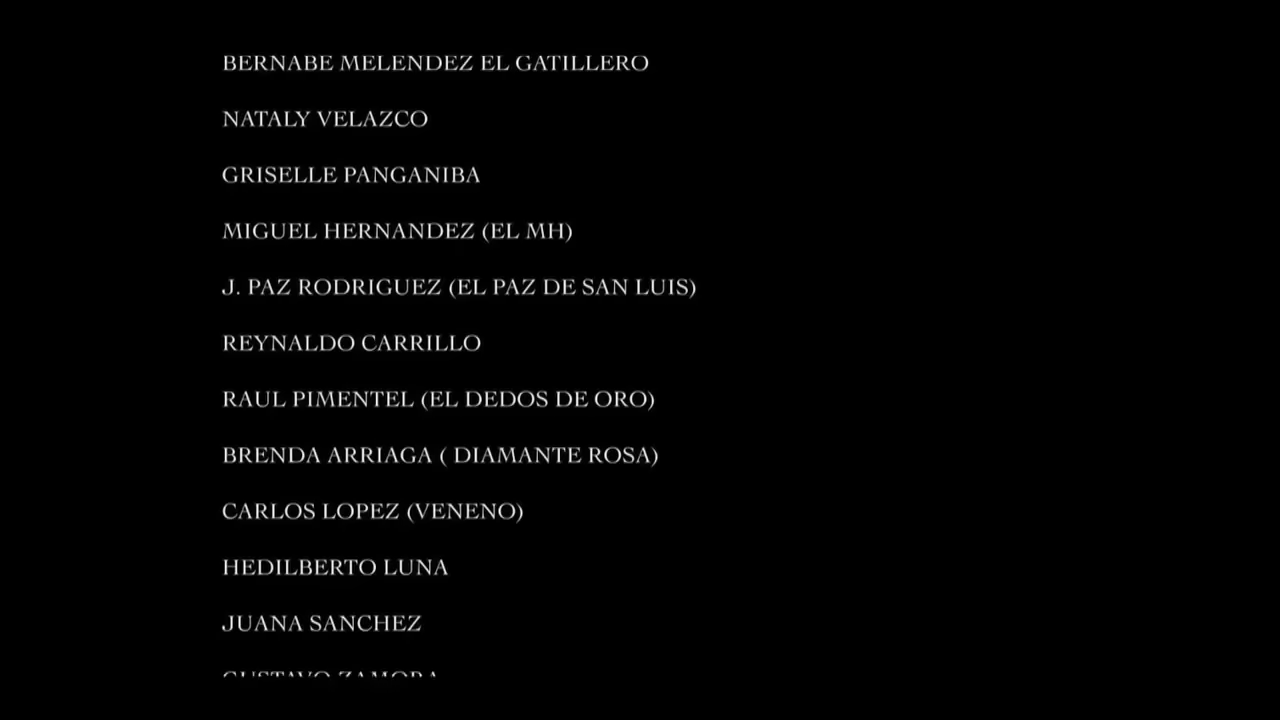 BERNABE MELENDEZ EL GATILLERO
NATALY VELAZCO
GRISELLE PANGANIBA
MIGUEL HERNANDEZ (EL MH)
J. PAZ RODRIGUEZ (EL PAZ DE SAN LUIS)
REYNALDO CARRILLO
RAUL PIMENTEL (EL DEDOS DE ORO)
BRENDA ARRIAGA ( DIAMANTE ROSA)
CARLOS LOPEZ (VENENO)
HEDILBERTO LUNA
JUANA SANCHEZ
GUSTAVO ZAMORA